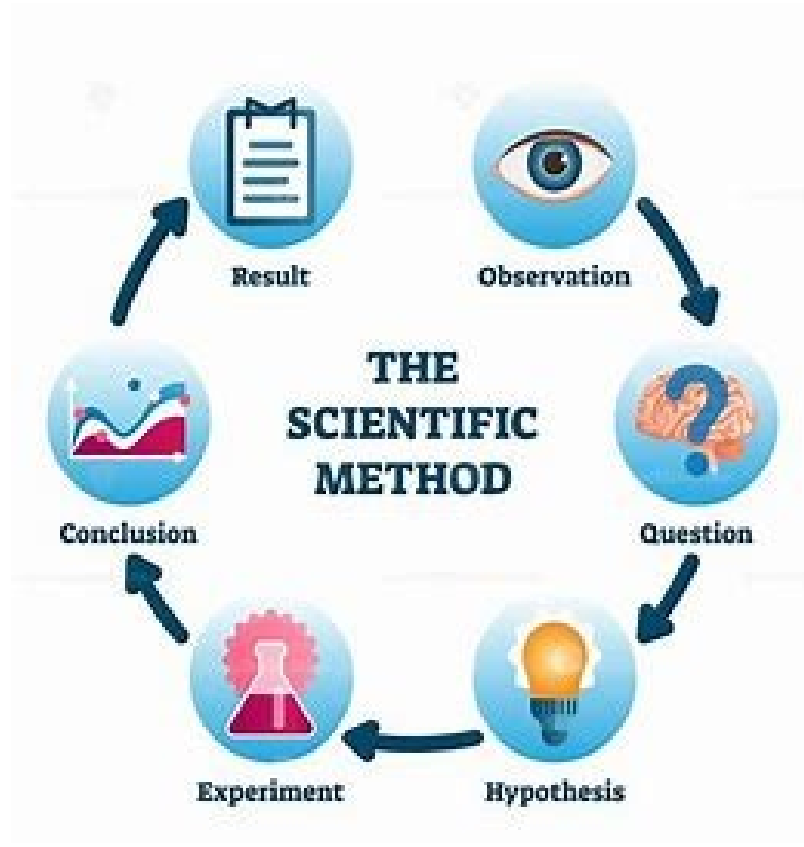 Result
Observation
THE
SCIENTIFIC
METHOD
Conclusion
Question
Experiment
Hypothesis